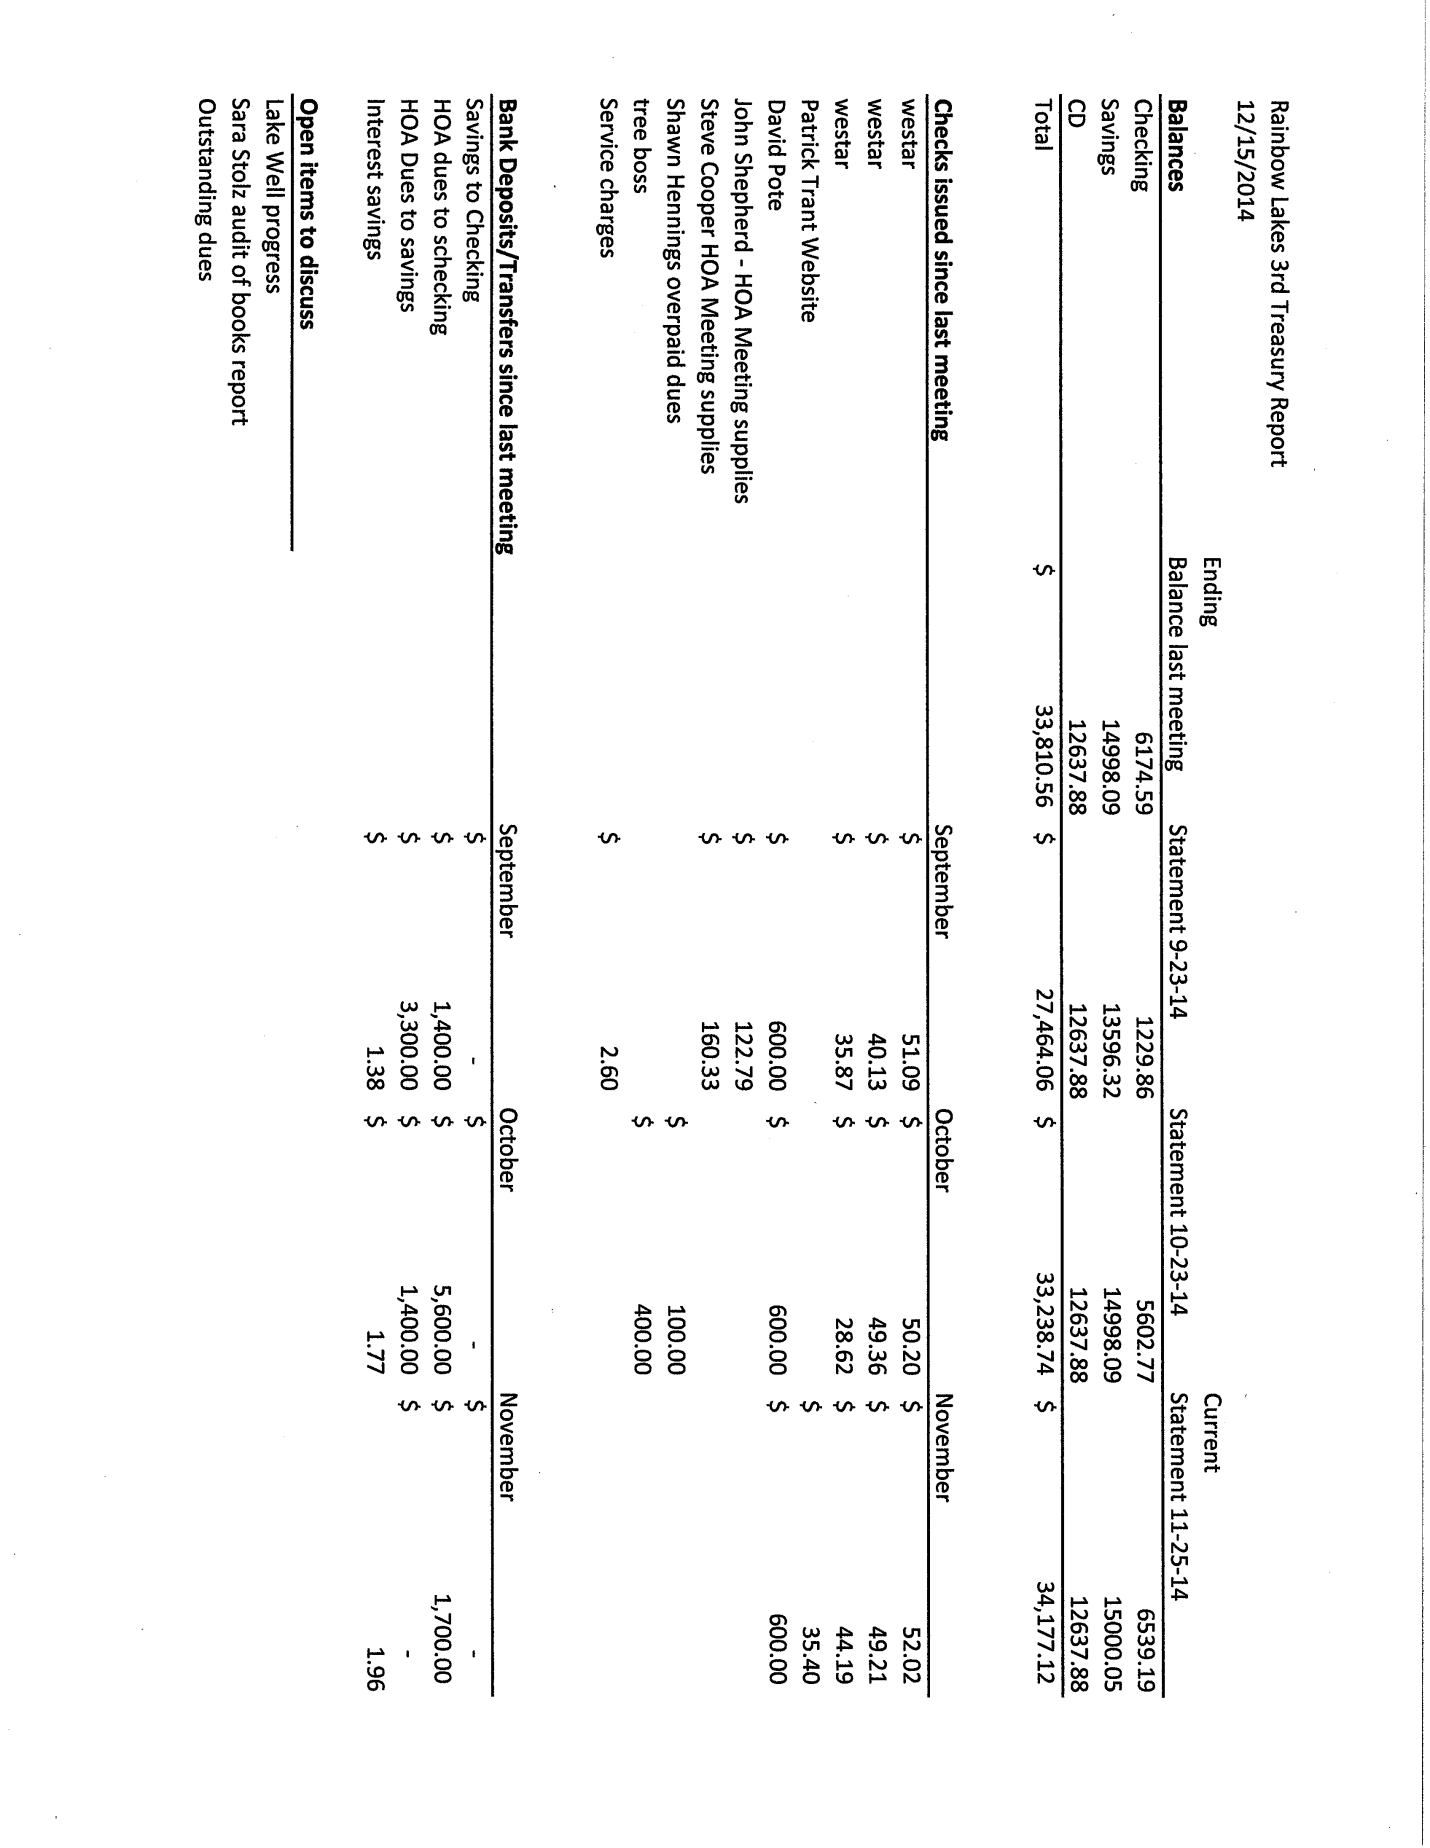 Rainbow Lakes 3rd Treasury Report
12/15/2014
Ending Current
Balances Balance last meeting Statement 9-23-14 Statement 10-23-14 Statement 11-25-14
Checking 6174.59 1229.86 5602.77 6539.19
Savings 14998.09 13596.32 14998.09 15000.05
CD 12637.88 12637.88 12637.88 12637.88
Total $ 33,810.56 $ 27,464.06 $ 33,238.74 $ 34,177.12
Checks issued since last meeting September October November
westar $ 51.09 $ 50.20 $ 52.02
westar $ 40.13 $ 49.36 $ 49.21
westar $ 35.87 $ 28.62 $ 44.19
Patrick Trant Website $ 35.40
David Pote $ 600.00 $ 600.00 $ 600.00
John Shepherd - HOA Meeting supplies $ 122.79
Steve Cooper HOA Meeting supplies $ 160.33
Shawn Hennings overpaid dues $ 100.00
tree boss $ 400.00
Service charges $ 2.60
Bank Deposits/Transfers since last meeting September October November
Savings to Checking $ - $ - $ -
HOA dues to schecking $ 1,400.00 $ 5,600.00 $ 1,700.00
HOA Dues to savings $ 3,300.00 $ 1,400.00 $ -
Interest savings $ 1.38 $ 1.77 1.96
Open items to discuss
Lake Well progress
Sara Stolz audit of books report
Outstanding dues